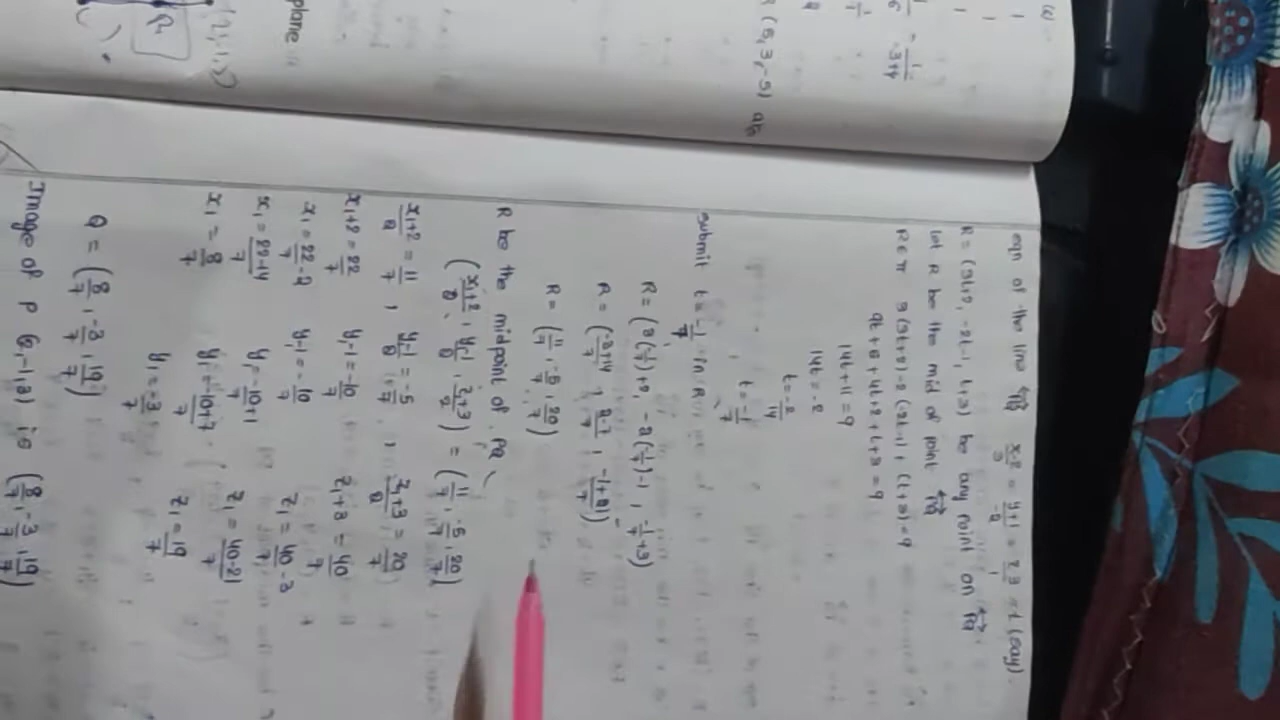 eqn of the line PQ x-2/3 = y+1/-2 = z-3/1 = t (say).
R = (3t+2, -2t-1, t+3) be any point on PQ
Let R be the mid of point PQ
R∈π 3(3t+2)-2(-2t-1)+(t+3)=9
9t+6+4t+2+t+3=9
14t+11=9
14t=-2
t=-2/14
t=-1/7
submit t=-1/7 in R
R=(3(-1/7)+2, -2(-1/7)-1, -1/7+3)
R=(-3+14/7, 2-7/7, -1+21/7)
R=(11/7, -5/7, 20/7)
R be the midpoint of PQ
(x1+2/2, y1-1/2, z1+3/2) = (11/7, -5/7, 20/7)
x1+2/2 = 11/7, y1-1/2 = -5/7, z1+3/2 = 20/7
x1+2=22/7 y1-1=-10/7 z1+3=40/7
x1=22/7-2 y1-1=-10/7 z1=40/7-3
x1=22-14/7 y1=-10/7+1 z1=40-21/7
x1=8/7 y1=-10+7/7 z1=19/7
y1=-3/7
Q=(8/7, -3/7, 19/7)
Image of P (2,-1,3) is (8/7, -3/7, 19/7)
(5,3,-5) are
plane